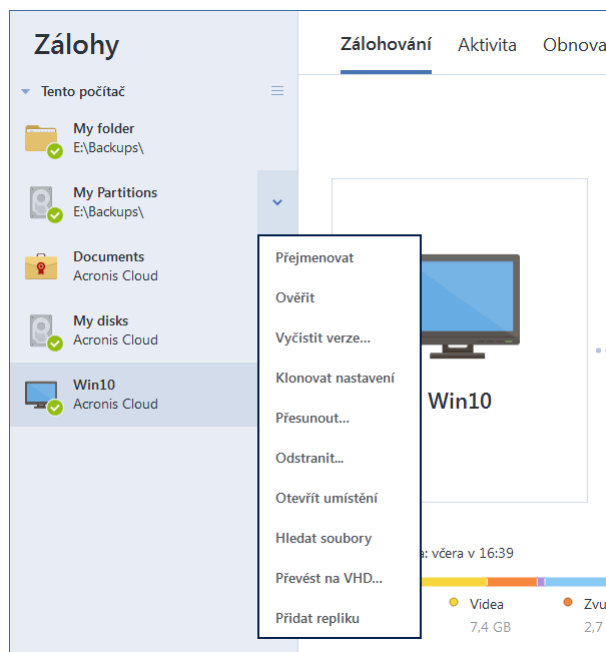 Zálohy
Tento počítač
My folder
E:\Backups\
My Partitions
E:\Backups\
Documents
Acronis Cloud
My disks
Acronis Cloud
Win10
Acronis Cloud
Zálohování Aktivita Obnova
Přejmenovat
Ověřit
Vyčistit verze...
Klonovat nastavení
Přesunout...
Odstranit...
Otevřít umístění
Hledat soubory
Převést na VHD...
Přidat repliku
Win10
a: včera v 16:39
Videa
7,4 GB
Zvu
2,7